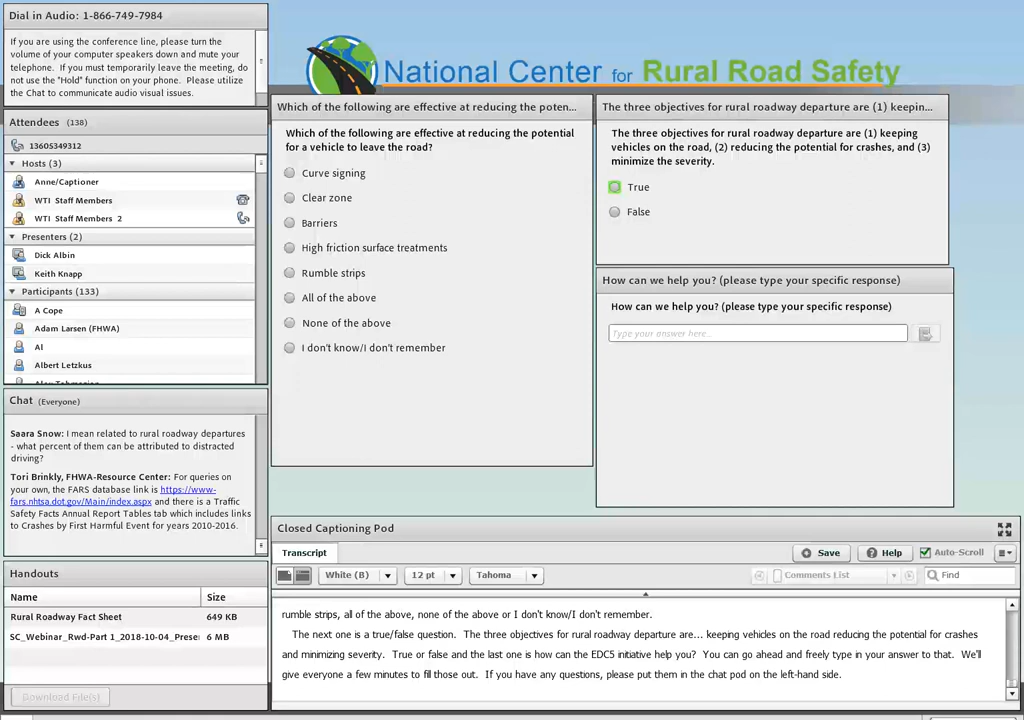 Dial in Audio: 1-866-749-7984
If you are using the conference line, please turn the
volume of your computer speakers down and mute your
telephone. If you must temporarily leave the meeting, do
not use the "Hold" function on your phone. Please utilize
the Chat to communicate audio visual issues.
National Center for Rural Road Safety
Attendees (138)
13605349312
Hosts (3)
Anne/Captioner
WTI Staff Members
WTI Staff Members 2
Presenters (2)
Dick Albin
Keith Knapp
Participants (133)
A Cope
Adam Larsen (FHWA)
Al
Albert Letzkus
Chat (Everyone)
Saara Snow: I mean related to rural roadway departures
- what percent of them can be attributed to distracted
driving?
Tori Brinkly, FHWA-Resource Center: For queries on
your own, the FARS database link is https://www-
fars.nhtsa.dot.gov/Main/index.aspx and there is a Traffic
Safety Facts Annual Report Tables tab which includes links
to Crashes by First Harmful Event for years 2010-2016.
Handouts
Name Size
Rural Roadway Fact Sheet 649 KB
SC_Webinar_Rwd-Part 1_2018-10-04_Prese 6 MB
Download File(s)
Which of the following are effective at reducing the poten...
Which of the following are effective at reducing the potential
for a vehicle to leave the road?
Curve signing
Clear zone
Barriers
High friction surface treatments
Rumble strips
All of the above
None of the above
I don't know/I don't remember
The three objectives for rural roadway departure are (1) keepin...
The three objectives for rural roadway departure are (1) keeping
vehicles on the road, (2) reducing the potential for crashes, and (3)
minimize the severity.
True
False
How can we help you? (please type your specific response)
How can we help you? (please type your specific response)
Type your answer here...
Closed Captioning Pod
Transcript
Save
Help
Auto-Scroll
White (B)
12 pt
Tahoma
Comments List
Find
rumble strips, all of the above, none of the above or I don't know/I don't remember.
The next one is a true/false question. The three objectives for rural roadway departure are... keeping vehicles on the road reducing the potential for crashes
and minimizing severity. True or false and the last one is how can the EDC5 initiative help you? You can go ahead and freely type in your answer to that. We'll
give everyone a few minutes to fill those out. If you have any questions, please put them in the chat pod on the left-hand side.